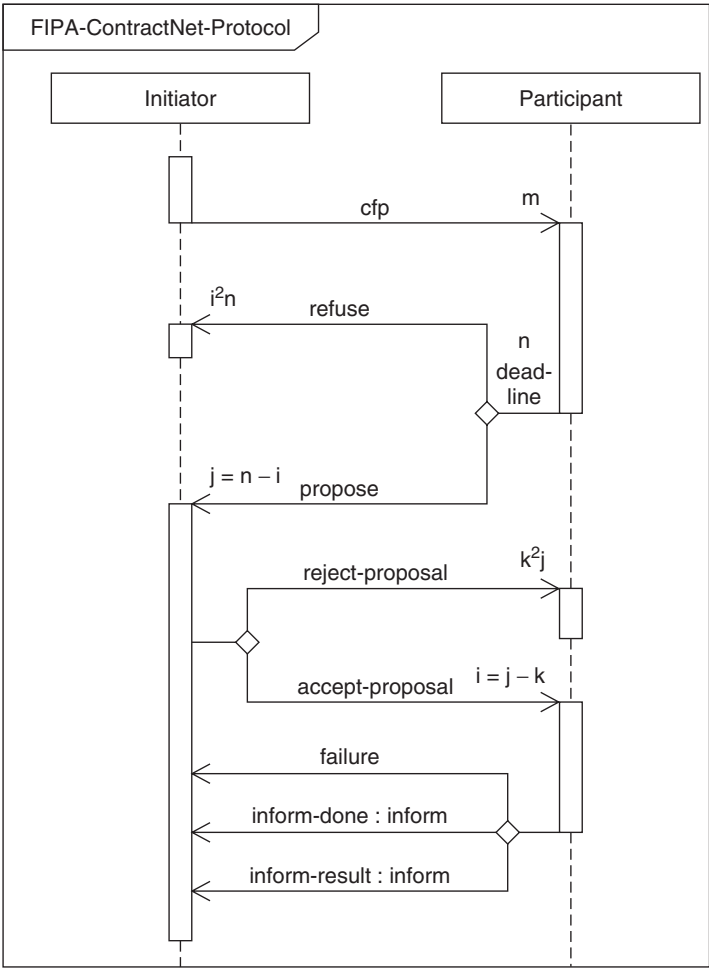 FIPA-ContractNet-Protocol
Initiator
Participant
cfp
m
i²n
refuse
n
dead-
line
j = n – i
propose
reject-proposal
k²j
accept-proposal
i = j – k
failure
inform-done : inform
inform-result : inform